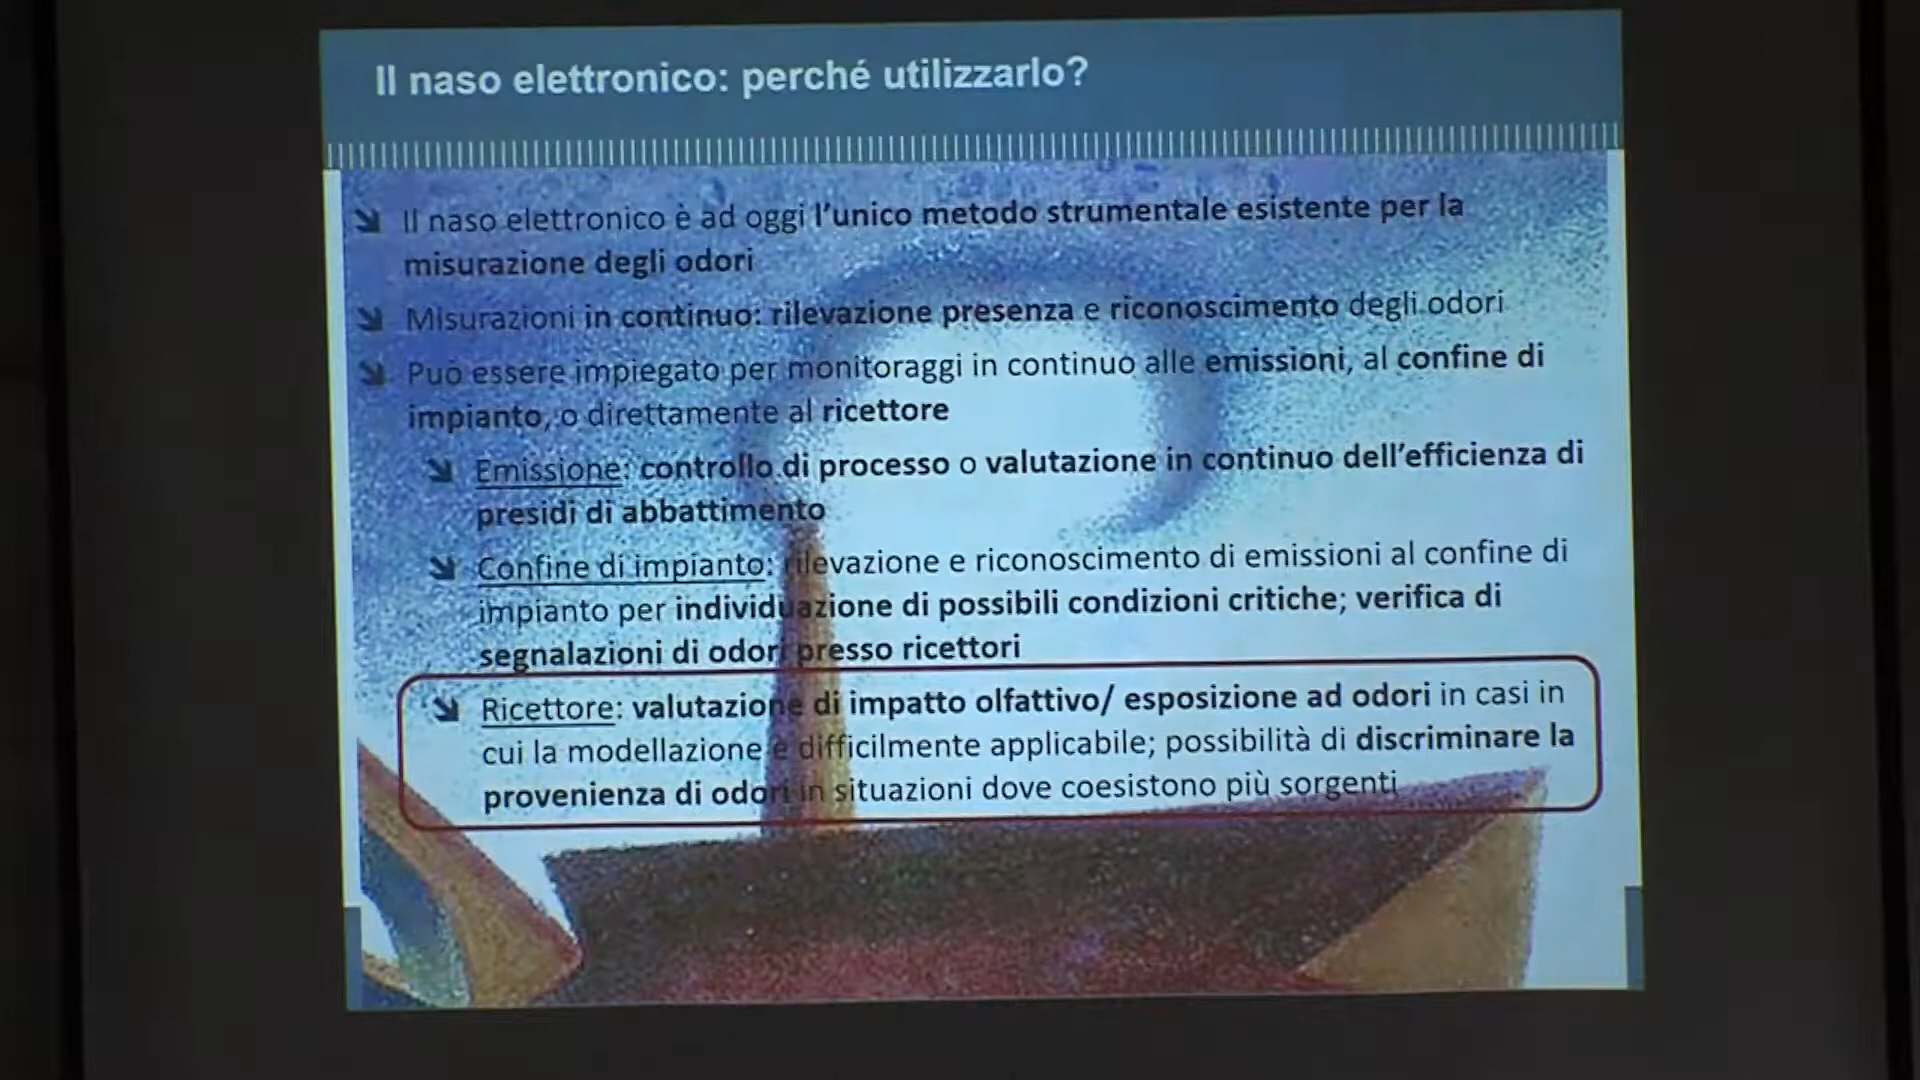 Il naso elettronico: perché utilizzarlo?
Il naso elettronico è ad oggi l'unico metodo strumentale esistente per la
misurazione degli odori
Misurazioni in continuo: rilevazione presenza e riconoscimento degli odori
Può essere impiegato per monitoraggi in continuo alle emissioni, al confine di
impianto, o direttamente al ricettore
Emissione: controllo di processo o valutazione in continuo dell'efficienza di
presidi di abbattimento
Confine di impianto: rilevazione e riconoscimento di emissioni al confine di
impianto per individuazione di possibili condizioni critiche; verifica di
segnalazioni di odori presso ricettori
Ricettore: valutazione di impatto olfattivo/ esposizione ad odori in casi in
cui la modellazione è difficilmente applicabile; possibilità di discriminare la
provenienza di odori in situazioni dove coesistono più sorgenti